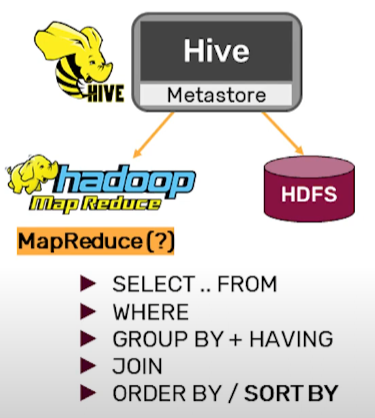 HIVE
Hive
Metastore
hadoop
Map Reduce
HDFS
MapReduce (?)
SELECT .. FROM
WHERE
GROUP BY + HAVING
JOIN
ORDER BY / SORT BY